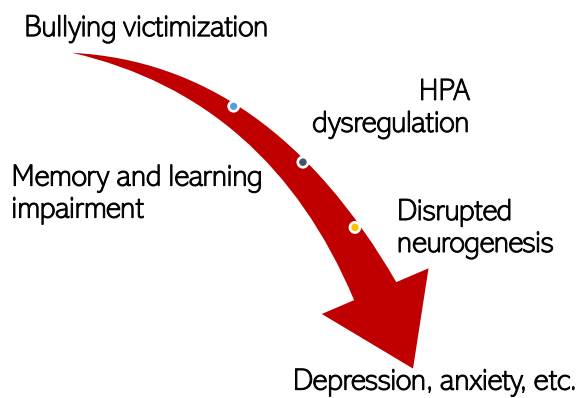 Bullying victimization
HPA
dysregulation
Memory and learning
impairment
Disrupted
neurogenesis
Depression, anxiety, etc.